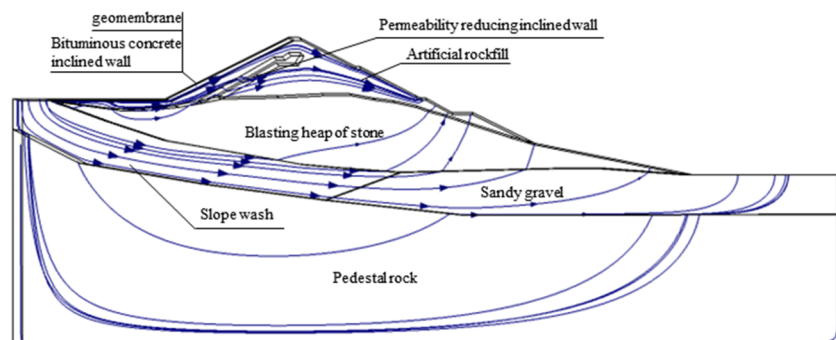 geomembrane
Bituminous concrete
inclined wall
Permeability reducing inclined wall
Artificial rockfill
Blasting heap of stone
Sandy gravel
Slope wash
Pedestal rock